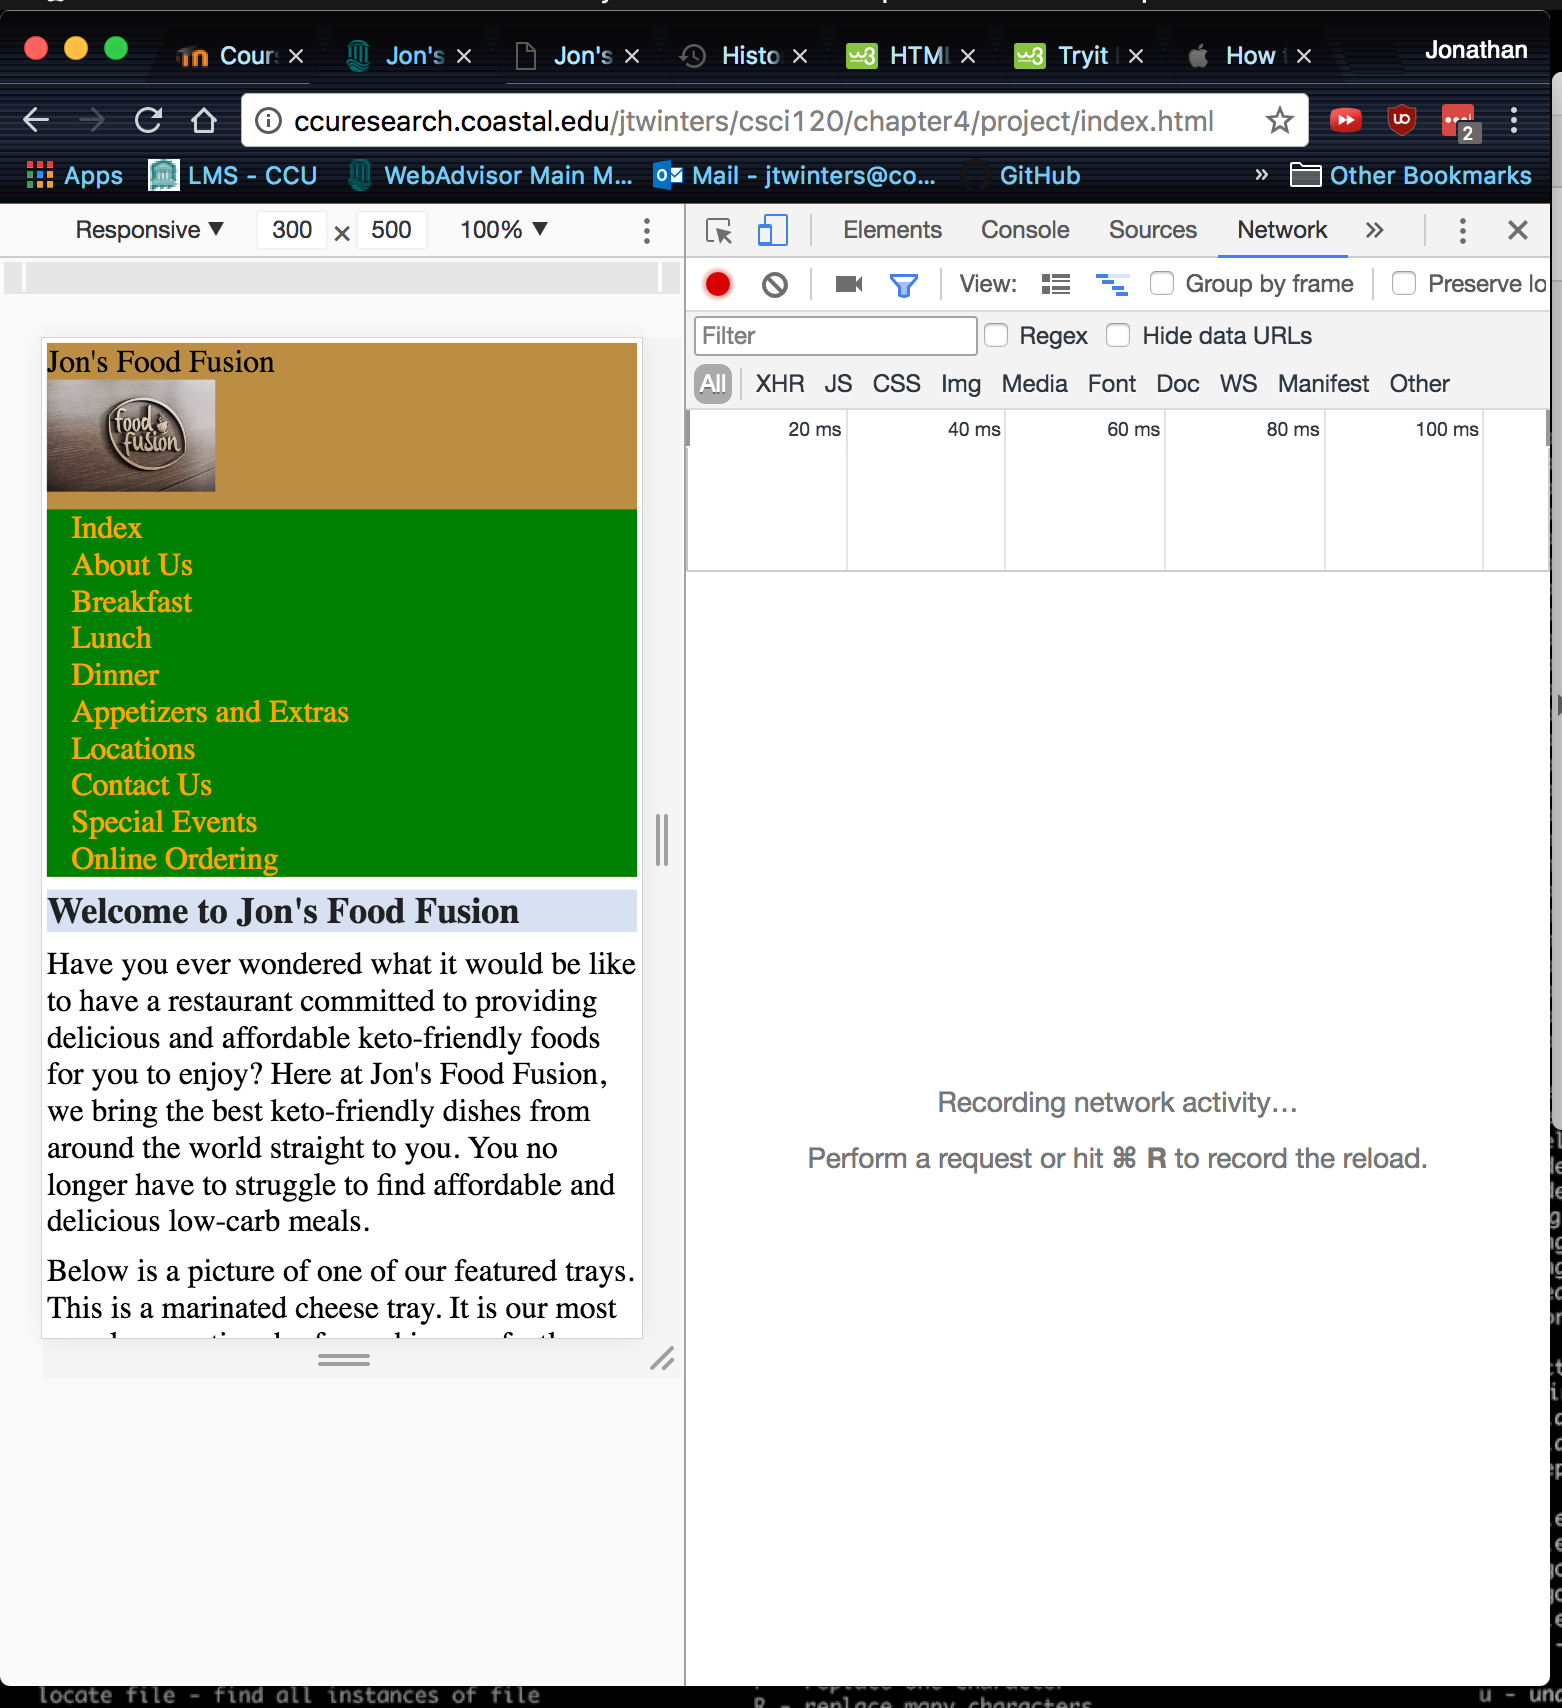 Cour
Jon's
Jon's
Histo
HTML
Tryit
How
Jonathan
ccuresearch.coastal.edu/jtwinters/csci120/chapter4/project/index.html
2
Apps
LMS - CCU
WebAdvisor Main M...
Mail - jtwinters@co...
GitHub
»
Other Bookmarks
Responsive ▼ 300 × 500 100% ▼
Elements Console Sources Network »
View: Group by frame Preserve lo
Filter Regex Hide data URLs
All XHR JS CSS Img Media Font Doc WS Manifest Other
20 ms 40 ms 60 ms 80 ms 100 ms
Jon's Food Fusion
food
fusion
Index
About Us
Breakfast
Lunch
Dinner
Appetizers and Extras
Locations
Contact Us
Special Events
Online Ordering
Welcome to Jon's Food Fusion
Have you ever wondered what it would be like
to have a restaurant committed to providing
delicious and affordable keto-friendly foods
for you to enjoy? Here at Jon's Food Fusion,
we bring the best keto-friendly dishes from
around the world straight to you. You no
longer have to struggle to find affordable and
delicious low-carb meals.
Below is a picture of one of our featured trays.
This is a marinated cheese tray. It is our most
Recording network activity...
Perform a request or hit ⌘ R to record the reload.
locate file - find all instances of file
R - replace many characters